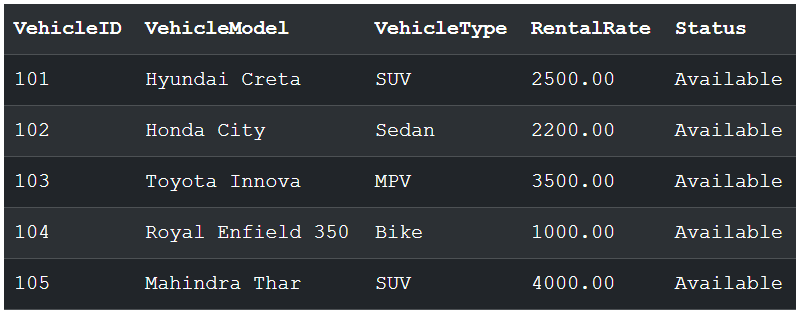 VehicleID VehicleModel VehicleType RentalRate Status
101 Hyundai Creta SUV 2500.00 Available
102 Honda City Sedan 2200.00 Available
103 Toyota Innova MPV 3500.00 Available
104 Royal Enfield 350 Bike 1000.00 Available
105 Mahindra Thar SUV 4000.00 Available